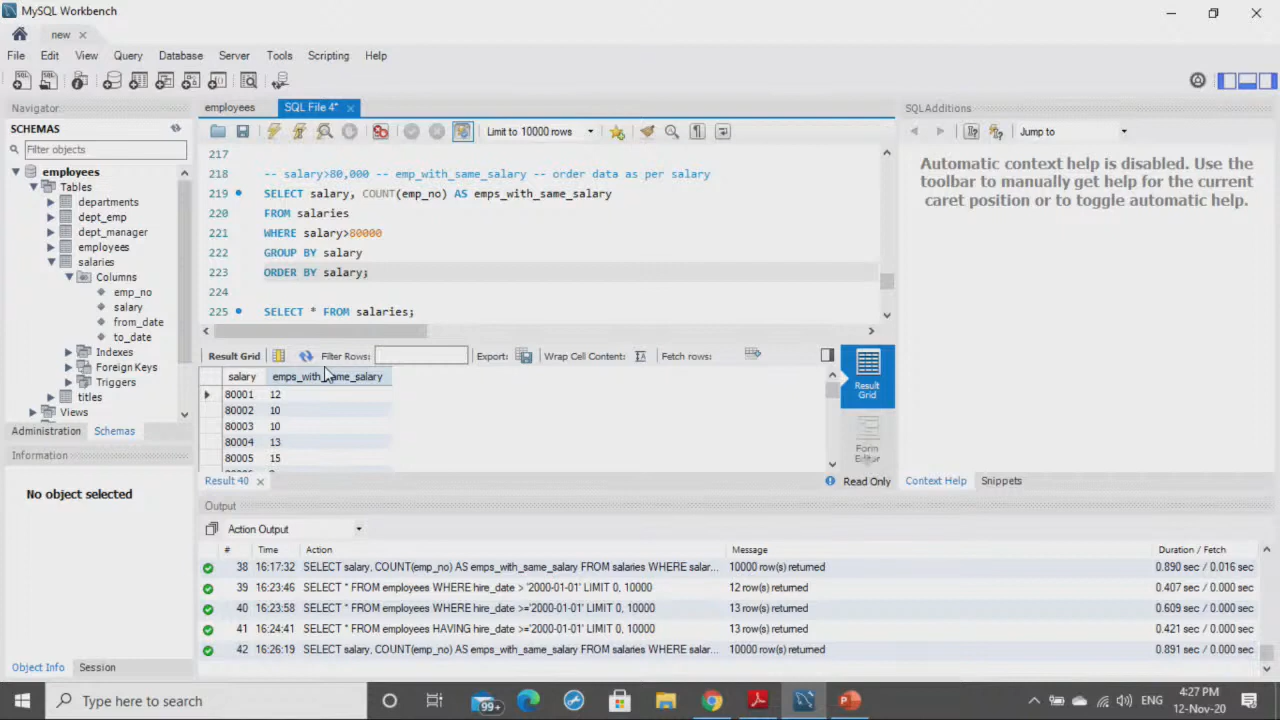 MySQL Workbench
new
File Edit View Query Database Server Tools Scripting Help
Navigator
SCHEMAS
Filter objects
employees
Tables
departments
dept_emp
dept_manager
employees
salaries
Columns
emp_no
salary
from_date
to_date
Indexes
Foreign Keys
Triggers
titles
Views
Administration Schemas
Information
No object selected
Object Info Session
employees SQL File 4*
Limit to 10000 rows
217
218 -- salary>80,000 -- emp_with_same_salary -- order data as per salary
219 SELECT salary, COUNT(emp_no) AS emps_with_same_salary
220 FROM salaries
221 WHERE salary>80000
222 GROUP BY salary
223 ORDER BY salary;
224
225 SELECT * FROM salaries;
Result Grid Filter Rows: Export: Wrap Cell Content: Fetch rows:
salary emps_with_same_salary
80001 12
80002 10
80003 10
80004 13
80005 15
Result Grid
Form Editor
Result 40 Read Only
SQLAdditions
Jump to
Automatic context help is disabled. Use the
toolbar to manually get help for the current
caret position or to toggle automatic help.
Context Help Snippets
Output
Action Output
# Time Action Message Duration / Fetch
38 16:17:32 SELECT salary, COUNT(emp_no) AS emps_with_same_salary FROM salaries WHERE salar... 10000 row(s) returned 0.890 sec / 0.016 sec
39 16:23:46 SELECT * FROM employees WHERE hire_date > '2000-01-01' LIMIT 0, 10000 12 row(s) returned 0.407 sec / 0.000 sec
40 16:23:58 SELECT * FROM employees WHERE hire_date >='2000-01-01' LIMIT 0, 10000 13 row(s) returned 0.609 sec / 0.000 sec
41 16:24:41 SELECT * FROM employees HAVING hire_date >='2000-01-01' LIMIT 0, 10000 13 row(s) returned 0.421 sec / 0.000 sec
42 16:26:19 SELECT salary, COUNT(emp_no) AS emps_with_same_salary FROM salaries WHERE salar... 10000 row(s) returned 0.891 sec / 0.000 sec
Type here to search
99+
ENG
4:27 PM
12-Nov-20